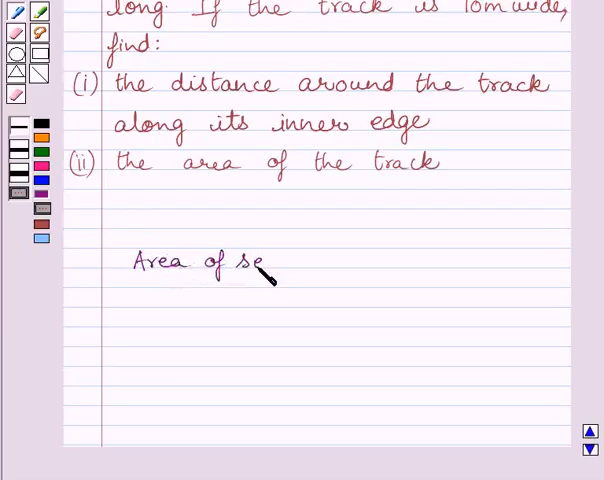 long. If the track is 10m wide,
find:
(i) the distance around the track
along its inner edge
(ii) the area of the track
Area of se